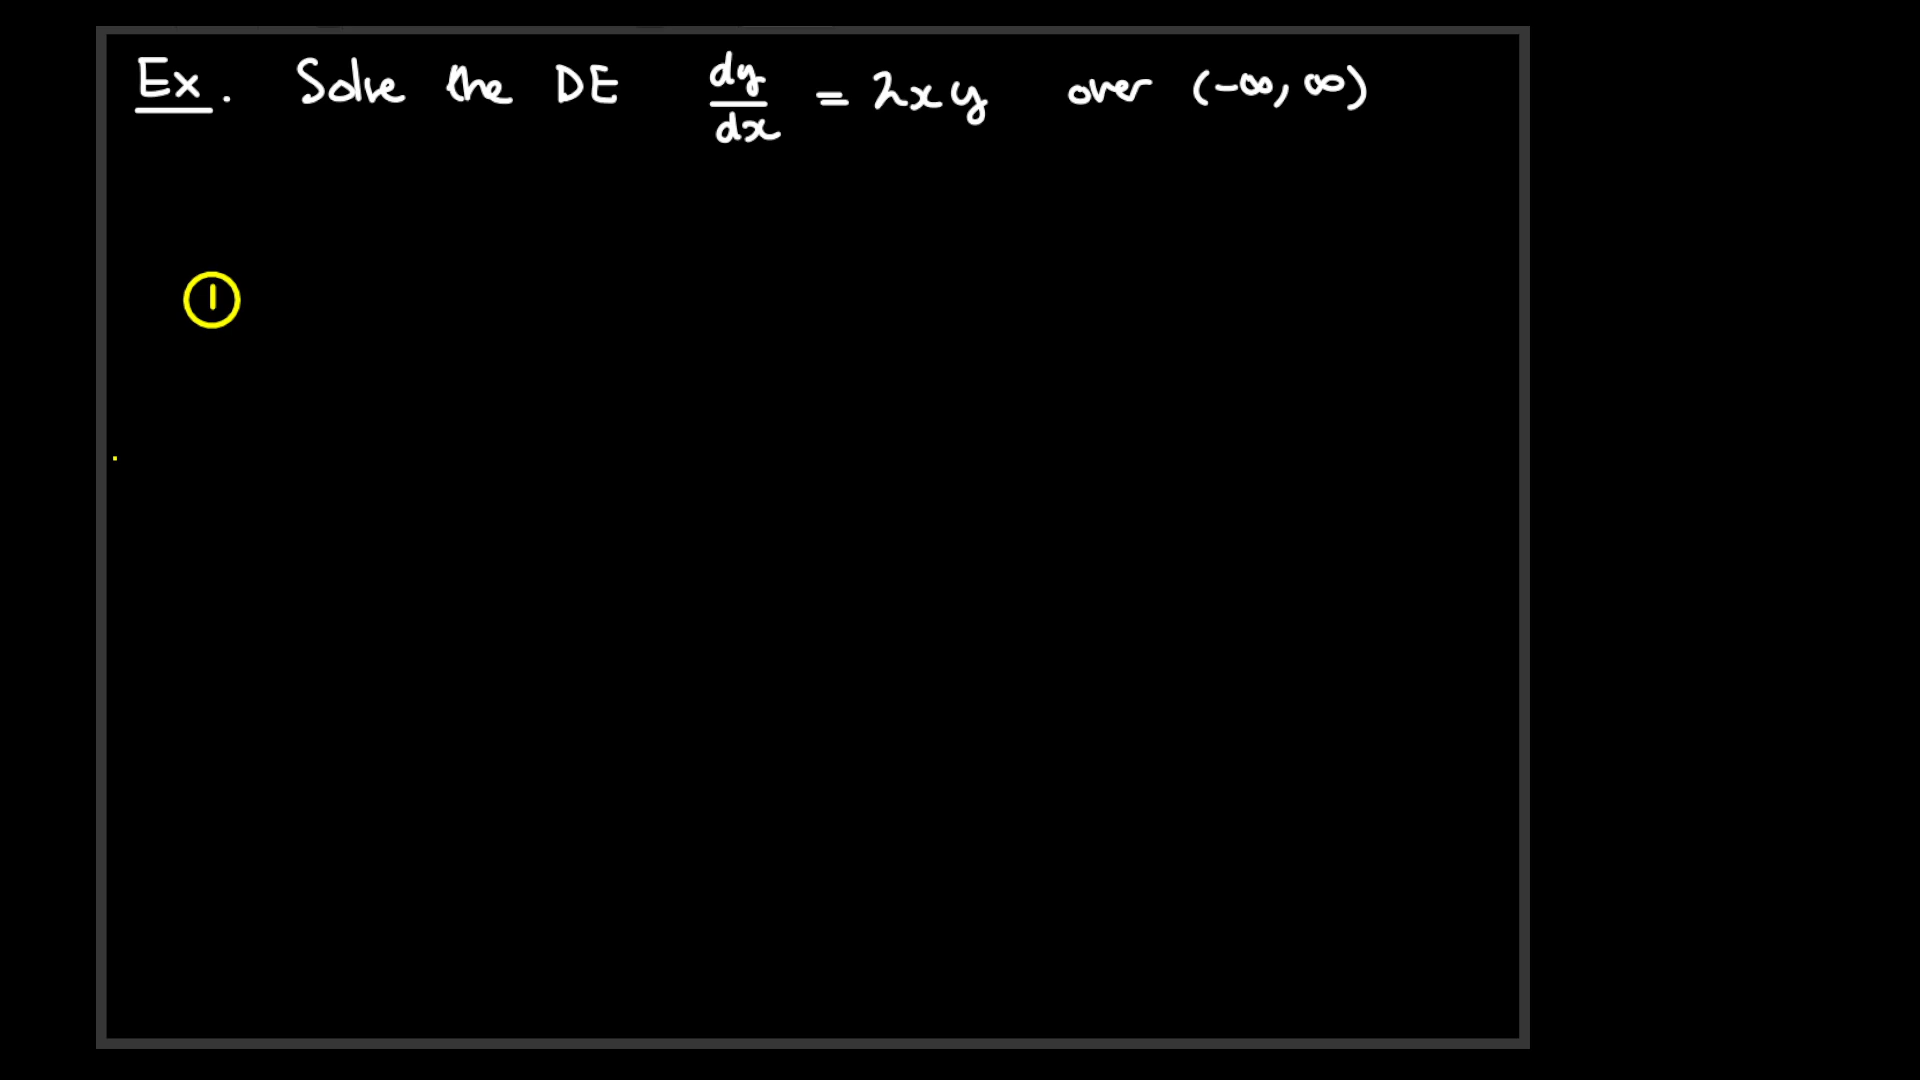 Ex. Solve the DE dy/dx = 2xy over (-∞, ∞)
①